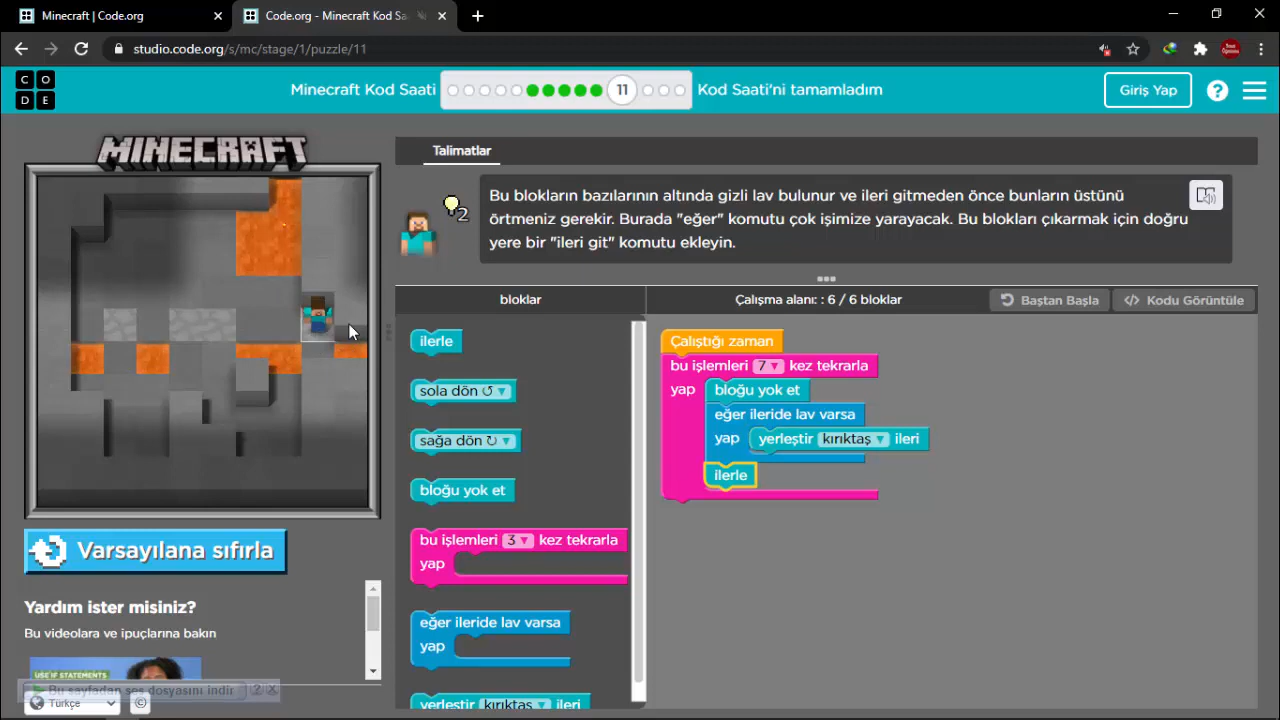 Minecraft | Code.org
Code.org - Minecraft Kod Sa
studio.code.org/s/mc/stage/1/puzzle/11
C O
D E
Minecraft Kod Saati
11
Kod Saati'ni tamamladım
Giriş Yap
?
MINECRAFT
Talimatlar
2
Bu blokların bazılarının altında gizli lav bulunur ve ileri gitmeden önce bunların üstünü
örtmeniz gerekir. Burada "eğer" komutu çok işimize yarayacak. Bu blokları çıkarmak için doğru
yere bir "ileri git" komutu ekleyin.
bloklar
Çalışma alanı: : 6 / 6 bloklar
Baştan Başla
</> Kodu Görüntüle
ilerle
sola dön ↺
sağa dön ↻
bloğu yok et
bu işlemleri 3 kez tekrarla
yap
eğer ileride lav varsa
yap
yerleştir kırıktaş ileri
Çalıştığı zaman
bu işlemleri 7 kez tekrarla
yap
bloğu yok et
eğer ileride lav varsa
yap
yerleştir kırıktaş ileri
ilerle
Varsayılana sıfırla
Yardım ister misiniz?
Bu videolara ve ipuçlarına bakın
USE IF STATEMENTS
Bu sayfadan ses dosyasını indir
? X
Türkçe
©